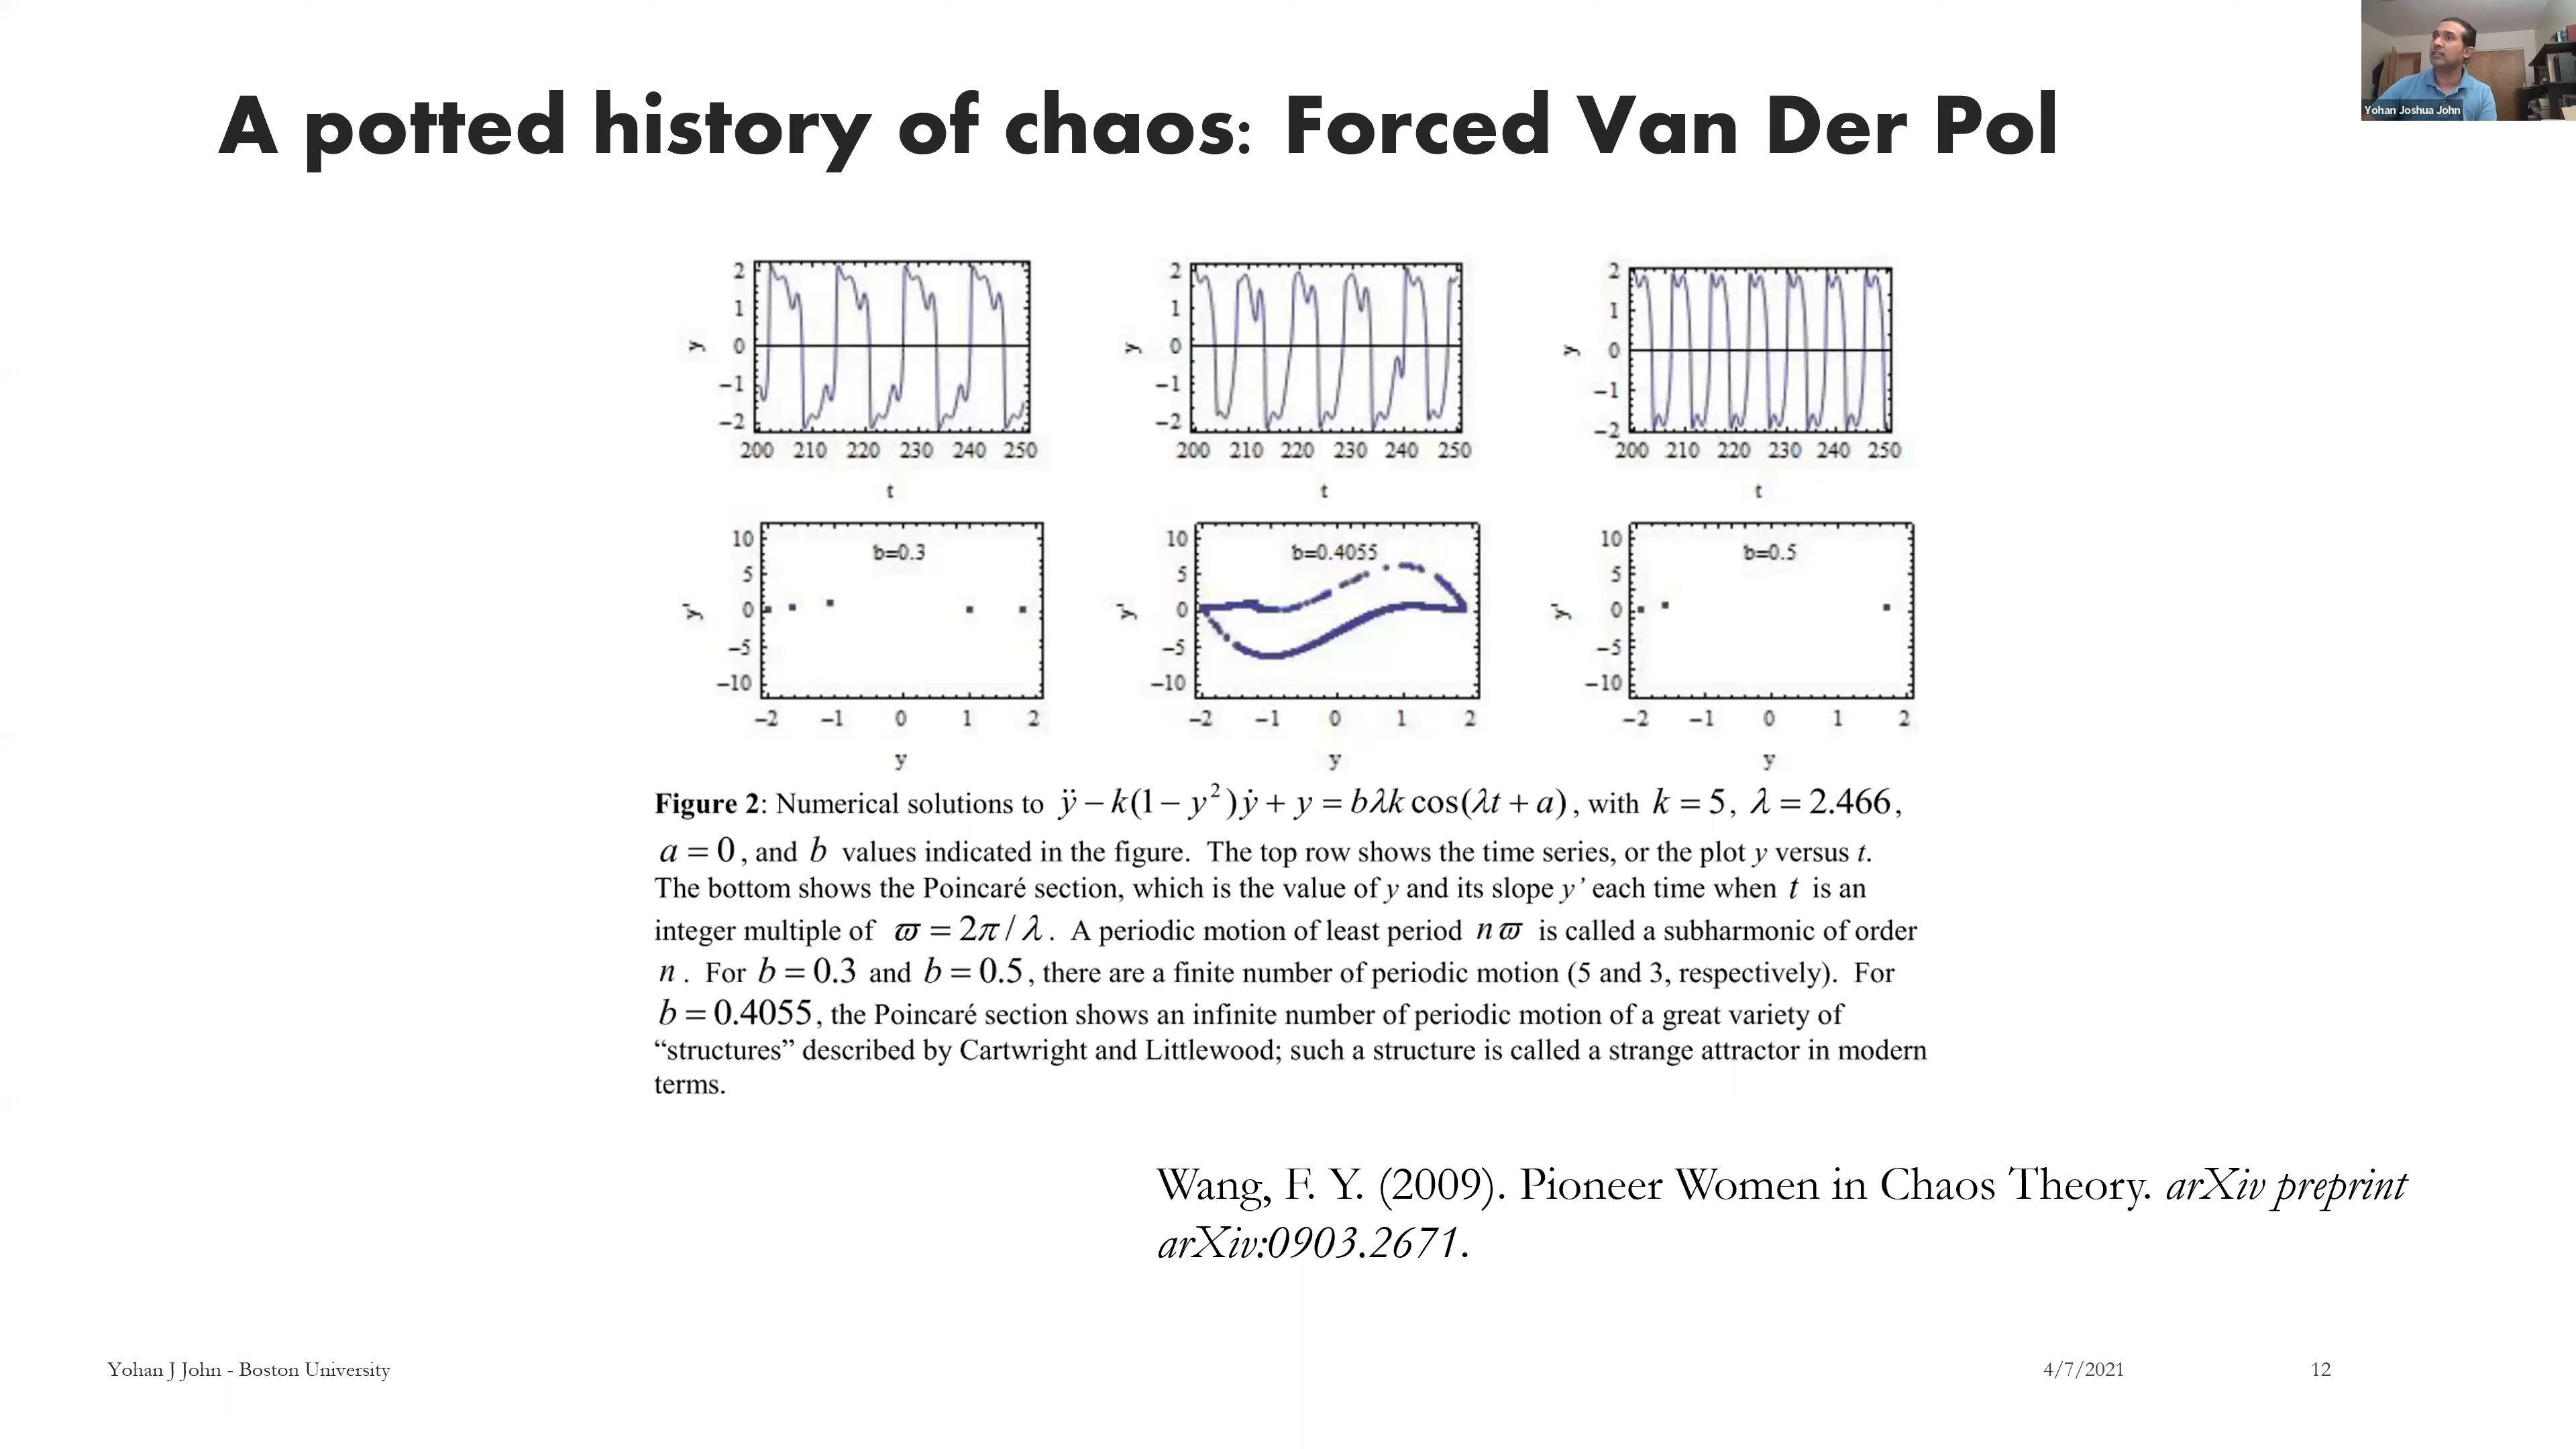 A potted history of chaos: Forced Van Der Pol
Yohan Joshua John
2
1
0
−1
−2
y
200 210 220 230 240 250
t
2
1
0
−1
−2
y
200 210 220 230 240 250
t
2
1
0
−1
−2
y
200 210 220 230 240 250
t
10
5
0
−5
−10
y'
b=0.3
−2 −1 0 1 2
y
10
5
0
−5
−10
y'
b=0.4055
−2 −1 0 1 2
y
10
5
0
−5
−10
y'
b=0.5
−2 −1 0 1 2
y
Figure 2: Numerical solutions to ÿ − k(1 − y²)ẏ + y = bλk cos(λt + a), with k = 5, λ = 2.466,
a = 0, and b values indicated in the figure. The top row shows the time series, or the plot y versus t.
The bottom shows the Poincaré section, which is the value of y and its slope y' each time when t is an
integer multiple of ϖ = 2π / λ. A periodic motion of least period nϖ is called a subharmonic of order
n. For b = 0.3 and b = 0.5, there are a finite number of periodic motion (5 and 3, respectively). For
b = 0.4055, the Poincaré section shows an infinite number of periodic motion of a great variety of
“structures” described by Cartwright and Littlewood; such a structure is called a strange attractor in modern
terms.
Wang, F. Y. (2009). Pioneer Women in Chaos Theory. arXiv preprint
arXiv:0903.2671.
Yohan J John - Boston University
4/7/2021
12